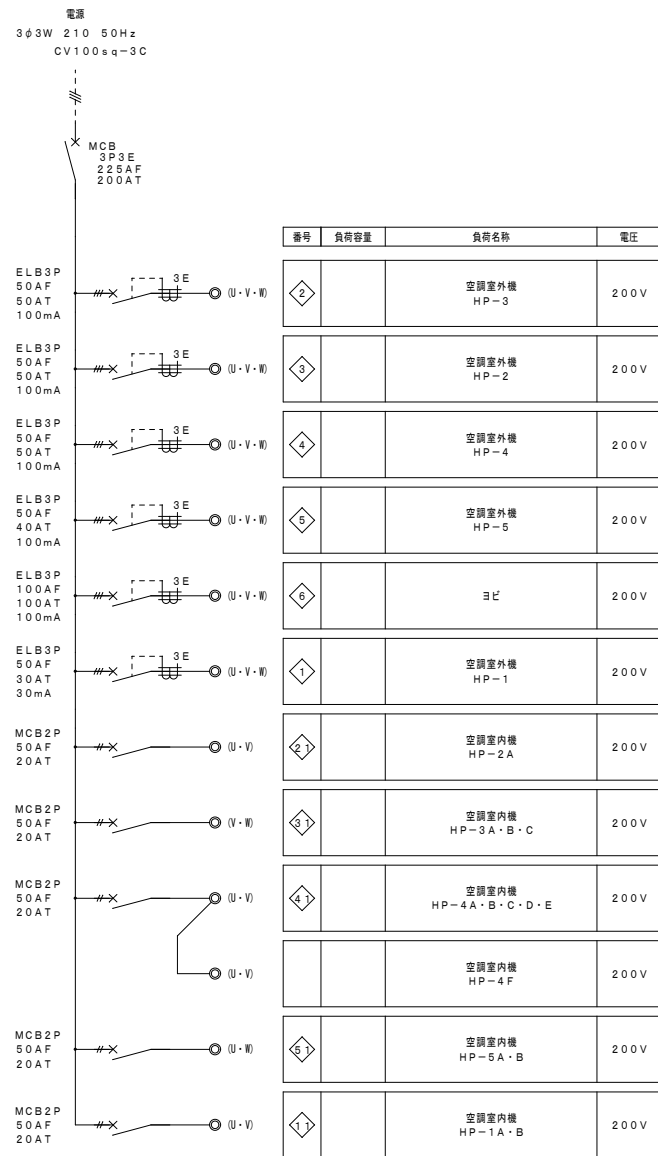 電源
3φ3W 210 50Hz
CV100sq-3C
MCB
3P3E
225AF
200AT
番号 負荷容量 負荷名称 電圧
ELB3P
50AF
50AT
100mA
3E
(U・V・W)
2
空調室外機
HP-3
200V
ELB3P
50AF
50AT
100mA
3E
(U・V・W)
3
空調室外機
HP-2
200V
ELB3P
50AF
50AT
100mA
3E
(U・V・W)
4
空調室外機
HP-4
200V
ELB3P
50AF
40AT
100mA
3E
(U・V・W)
5
空調室外機
HP-5
200V
ELB3P
100AF
100AT
100mA
3E
(U・V・W)
6
ヨビ
200V
ELB3P
50AF
30AT
30mA
3E
(U・V・W)
1
空調室外機
HP-1
200V
MCB2P
50AF
20AT
(U・V)
21
空調室内機
HP-2A
200V
MCB2P
50AF
20AT
(V・W)
31
空調室内機
HP-3A・B・C
200V
MCB2P
50AF
20AT
(U・V)
41
空調室内機
HP-4A・B・C・D・E
200V
(U・V)
空調室内機
HP-4F
200V
MCB2P
50AF
20AT
(U・W)
51
空調室内機
HP-5A・B
200V
MCB2P
50AF
20AT
(U・V)
11
空調室内機
HP-1A・B
200V